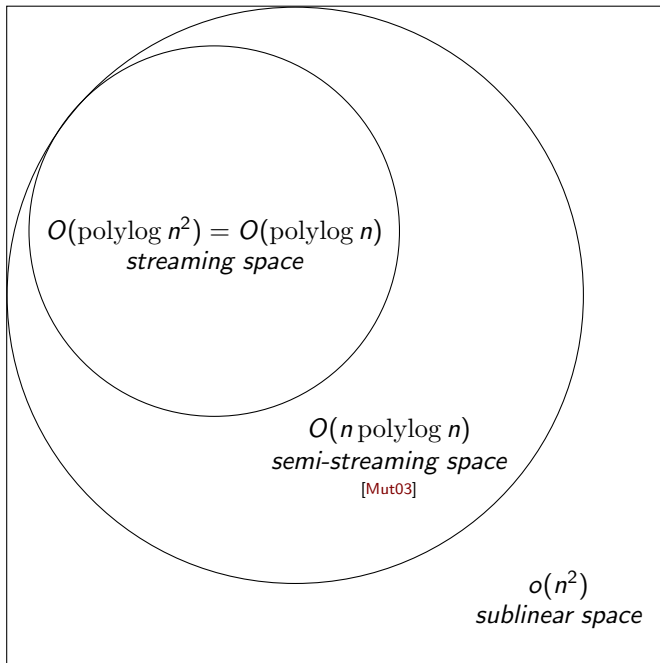 O(polylog n²) = O(polylog n)
streaming space
O(n polylog n)
semi-streaming space
[Mut03]
o(n²)
sublinear space